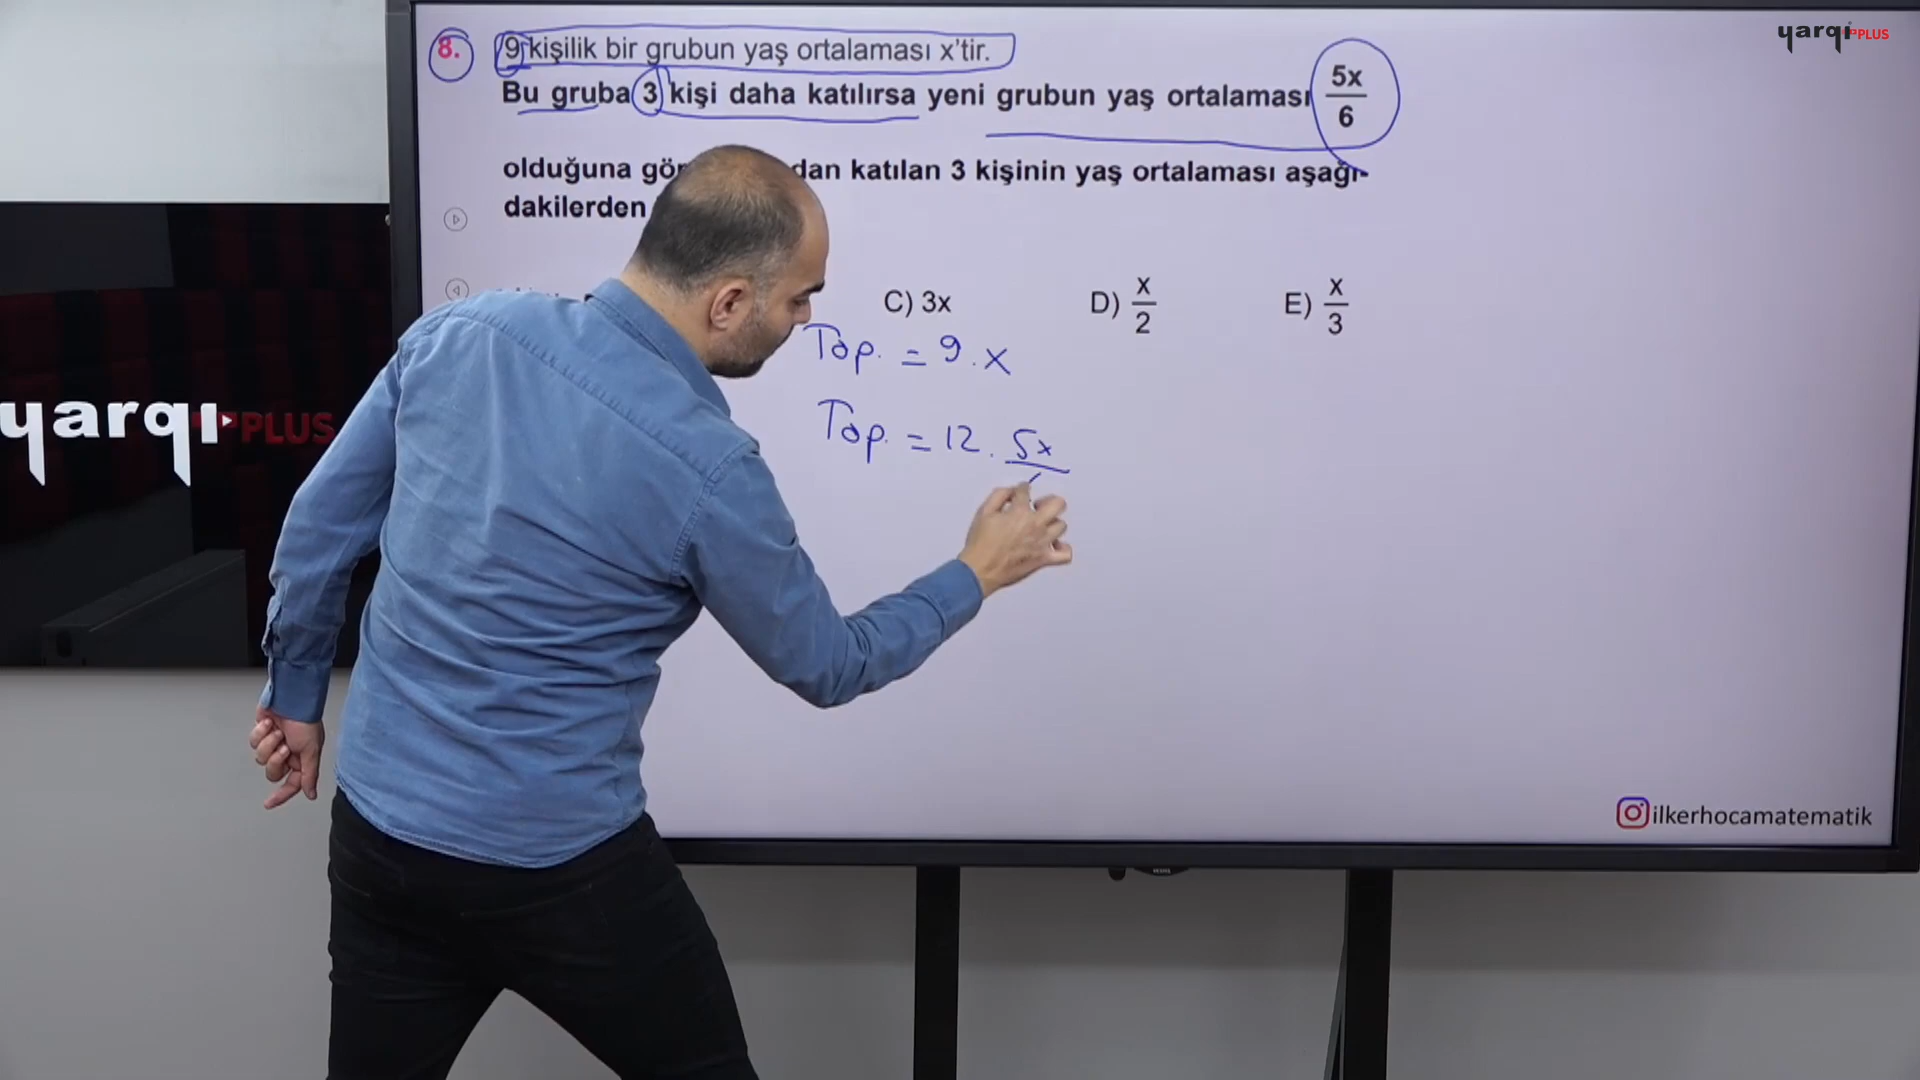 yarqı PLUS
8. 9 kişilik bir grubun yaş ortalaması x'tir.
Bu gruba 3 kişi daha katılırsa yeni grubun yaş ortalaması 5x/6
olduğuna dan katılan 3 kişinin yaş ortalaması aşağı-
dakilerden
C) 3x D) x/2 E) x/3
Top. = 9 . x
Top. = 12 . 5x
yarqı PLUS
ilkerhocamatematik